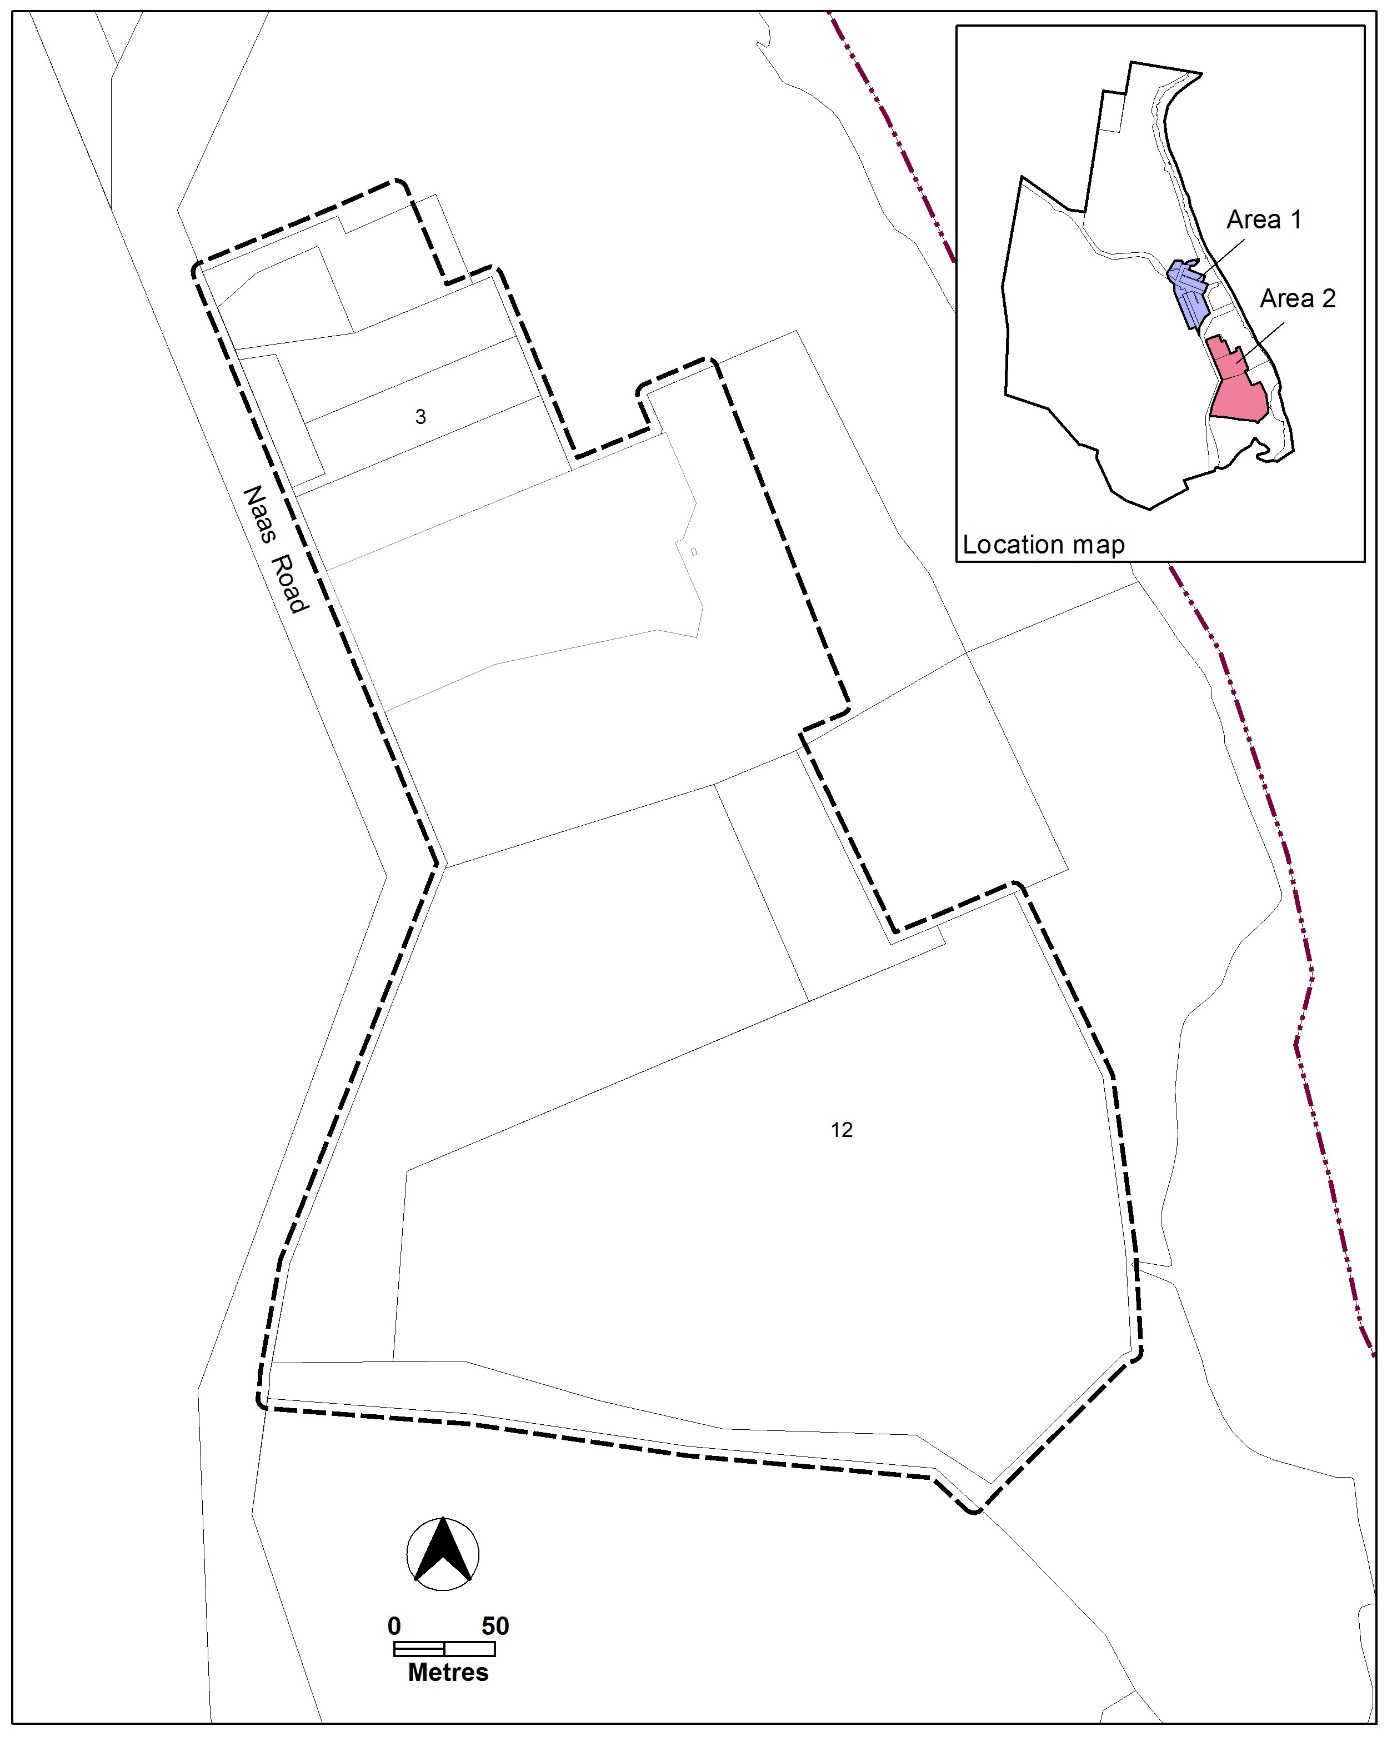 Area 1
Area 2
Location map
3
Naas Road
12
0 50
Metres